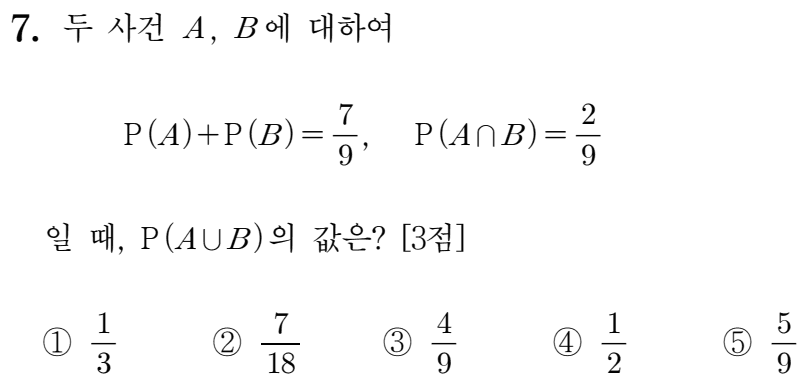 7. 두 사건 A, B에 대하여
P(A)+P(B)=7/9, P(A∩B)=2/9
일 때, P(A∪B)의 값은? [3점]
① 1/3 ② 7/18 ③ 4/9 ④ 1/2 ⑤ 5/9